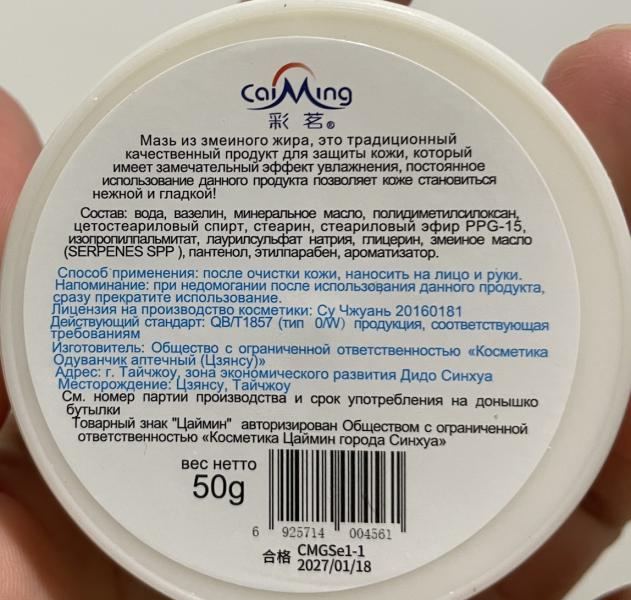 CaiMing
彩茗®
Мазь из змеиного жира, это традиционный
качественный продукт для защиты кожи, который
имеет замечательный эффект увлажнения, постоянное
использование данного продукта позволяет коже становиться
нежной и гладкой!
Состав: вода, вазелин, минеральное масло, полидиметилсилоксан,
цетостеариловый спирт, стеарин, стеариловый эфир PPG-15,
изопропилпальмитат, лаурилсульфат натрия, глицерин, змеиное масло
(SERPENES SPP ), пантенол, этилпарабен, ароматизатор.
Способ применения: после очистки кожи, наносить на лицо и руки.
Напоминание: при недомогании после использования данного продукта,
сразу прекратите использование.
Лицензия на производство косметики: Су Чжуань 20160181
Действующий стандарт: QB/T1857 (тип 0/W) продукция, соответствующая
требованиям
Изготовитель: Общество с ограниченной ответственностью «Косметика
Одуванчик аптечный (Цзянсу)»
Адрес: г. Тайчжоу, зона экономического развития Дидо Синхуа
Месторождение: Цзянсу, Тайчжоу
См. номер партии производства и срок употребления на донышко
бутылки
Товарный знак "Цаймин" авторизирован Обществом с ограниченной
ответственностью «Косметика Цаймин города Синхуа»
вес нетто
50g
6 925714 004561
合格 CMGSe1-1
2027/01/18